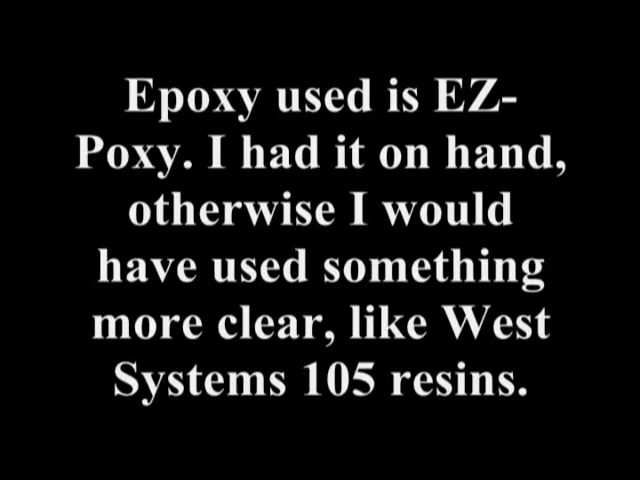 Epoxy used is EZ-
Poxy. I had it on hand,
otherwise I would
have used something
more clear, like West
Systems 105 resins.